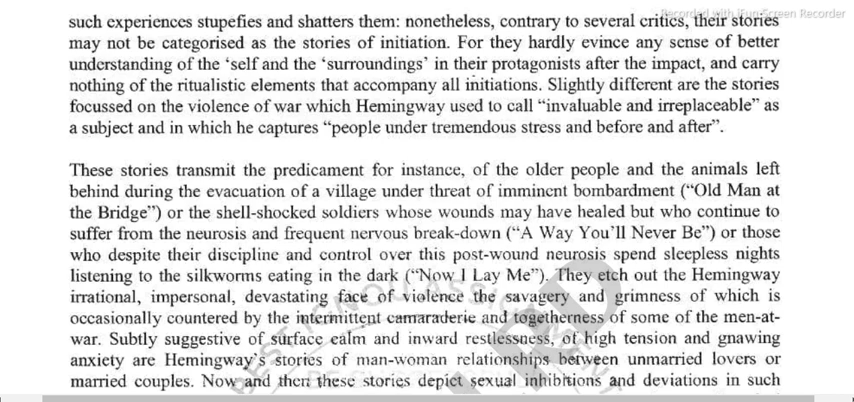 Recorded with iFun Screen Recorder
such experiences stupefies and shatters them: nonetheless, contrary to several critics, their stories
may not be categorised as the stories of initiation. For they hardly evince any sense of better
understanding of the ‘self and the ‘surroundings’ in their protagonists after the impact, and carry
nothing of the ritualistic elements that accompany all initiations. Slightly different are the stories
focussed on the violence of war which Hemingway used to call “invaluable and irreplaceable” as
a subject and in which he captures “people under tremendous stress and before and after”.
These stories transmit the predicament for instance, of the older people and the animals left
behind during the evacuation of a village under threat of imminent bombardment (“Old Man at
the Bridge”) or the shell-shocked soldiers whose wounds may have healed but who continue to
suffer from the neurosis and frequent nervous break-down (“A Way You’ll Never Be”) or those
who despite their discipline and control over this post-wound neurosis spend sleepless nights
listening to the silkworms eating in the dark (“Now I Lay Me”). They etch out the Hemingway
irrational, impersonal, devastating face of violence the savagery and grimness of which is
occasionally countered by the intermittent camaraderie and togetherness of some of the men-at-
war. Subtly suggestive of surface calm and inward restlessness, of high tension and gnawing
anxiety are Hemingway’s stories of man-woman relationships between unmarried lovers or
married couples. Now and then these stories depict sexual inhibitions and deviations in such